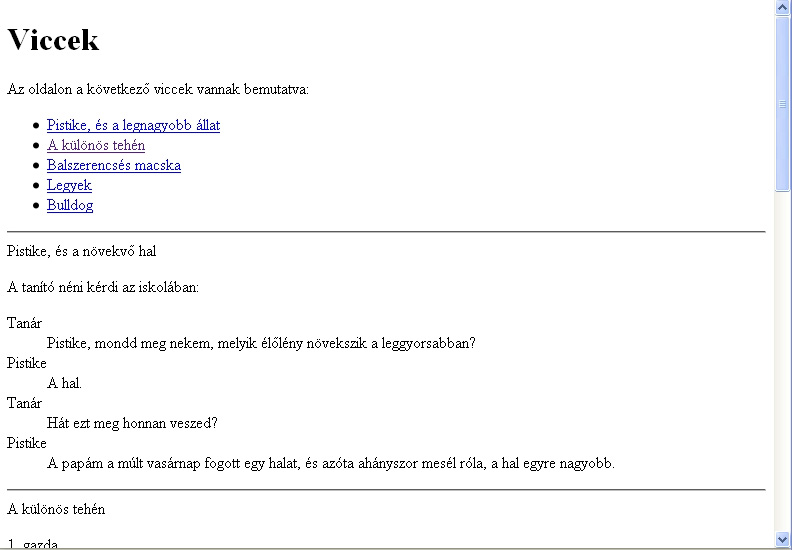 Viccek
Az oldalon a következő viccek vannak bemutatva:
Pistike, és a legnagyobb állat
A különös tehén
Balszerencsés macska
Legyek
Bulldog
Pistike, és a növekvő hal
A tanító néni kérdi az iskolában:
Tanár
Pistike, mondd meg nekem, melyik élőlény növekszik a leggyorsabban?
Pistike
A hal.
Tanár
Hát ezt meg honnan veszed?
Pistike
A papám a múlt vasárnap fogott egy halat, és azóta ahányszor mesél róla, a hal egyre nagyobb.
A különös tehén
1. gazda